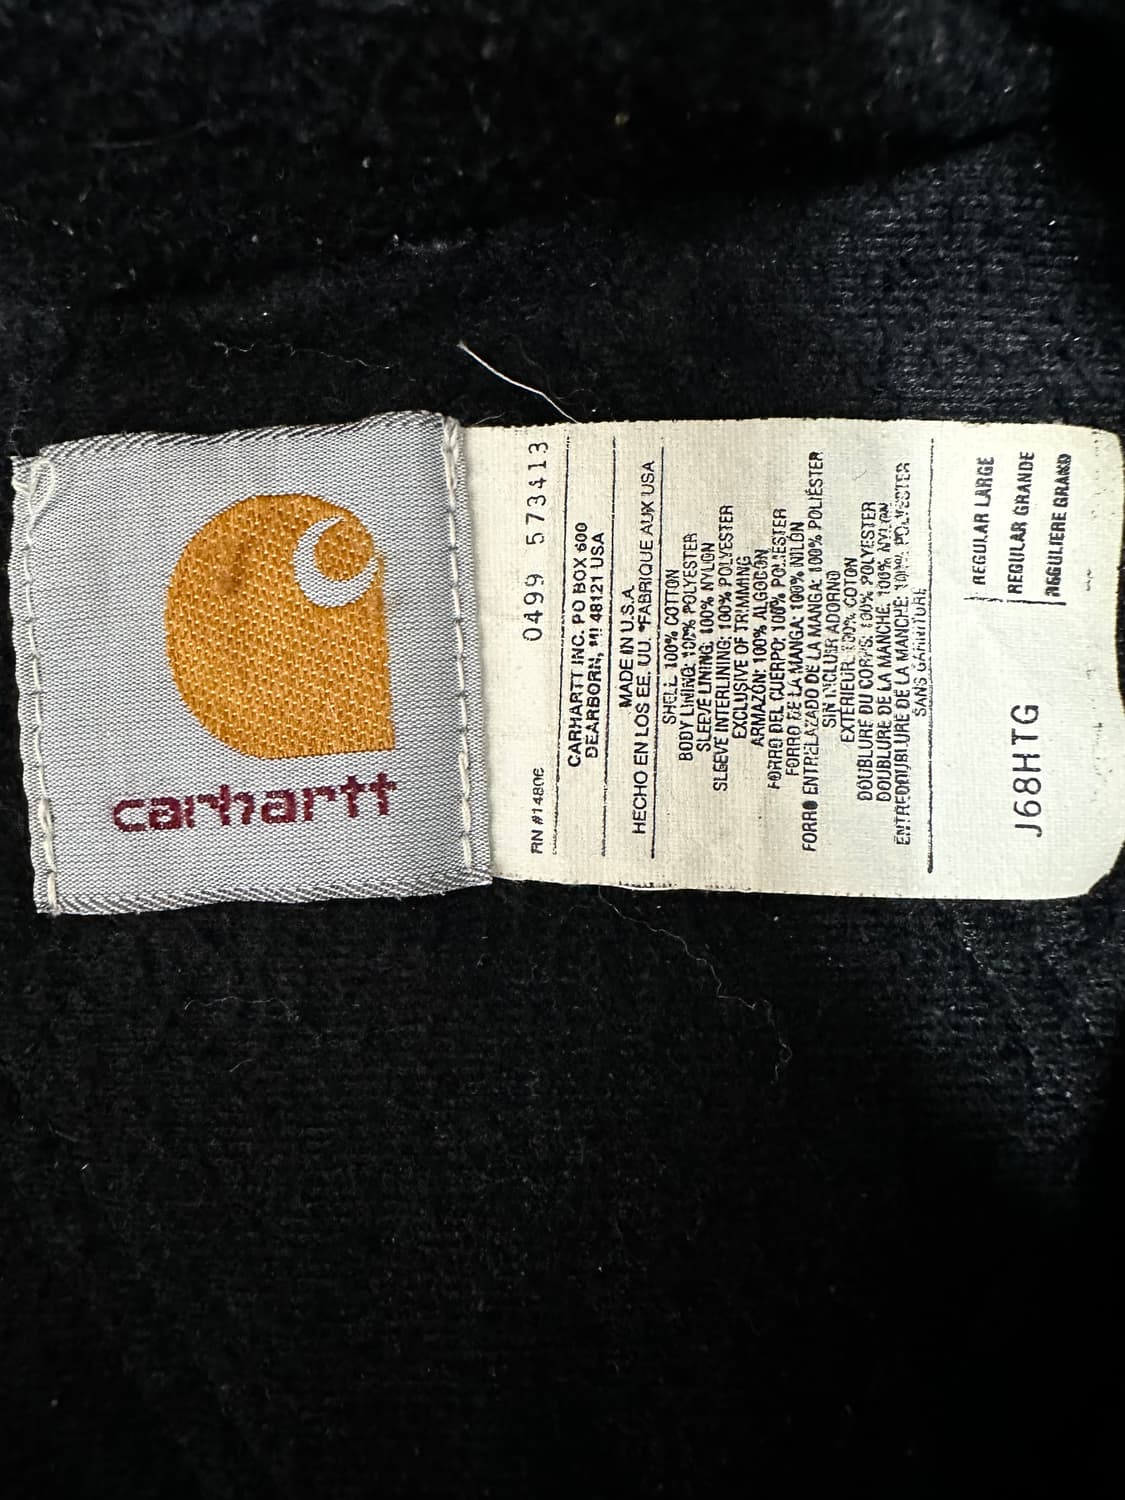 carhartt
RN #14806 0499 573413
CARHARTT INC. PO BOX 600
DEARBORN, MI 48121 USA
MADE IN U.S.A.
HECHO EN LOS EE. UU *FABRIQUE AUX USA
SHELL 100% COTTON
BODY LINING: 100% POLYESTER
SLEEVE LINING: 100% NYLON
SLEEVE INTERLINING: 100% POLYESTER
EXCLUSIVE OF TRIMMING
ARMAZON: 100% ALGODON
FORRO DEL CUERPO: 100% POLIESTER
FORRO DE LA MANGA: 100% NILON
FORRO ENTRELAZADO DE LA MANGA: 100% POLIÉSTER
SIN INCLUIR ADORNO
EXTERIEUR: 100% COTON
DOUBLURE DU CORPS: 100% POLYESTER
DOUBLURE DE LA MANCHE: 100% NYLON
ENTREDOUBLURE DE LA MANCHE: 100% POLYESTER
SANS GARNITURE
REGULAR LARGE
REGULAR GRANDE
REGULIERE GRAND
J68HTG